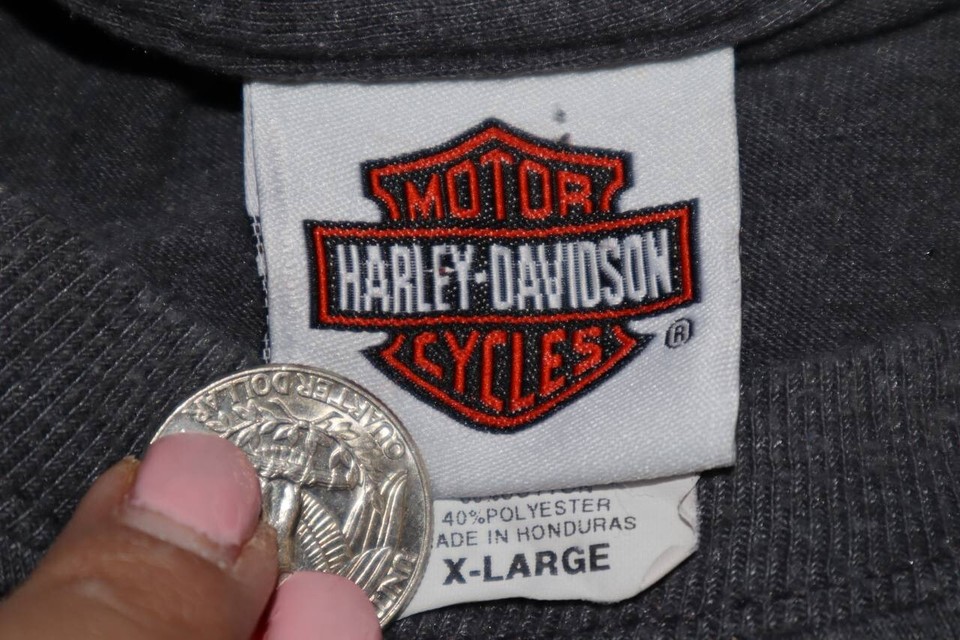 MOTOR
HARLEY-DAVIDSON
CYCLES
®
40%POLYESTER
ADE IN HONDURAS
X-LARGE
QUARTER DOLLAR